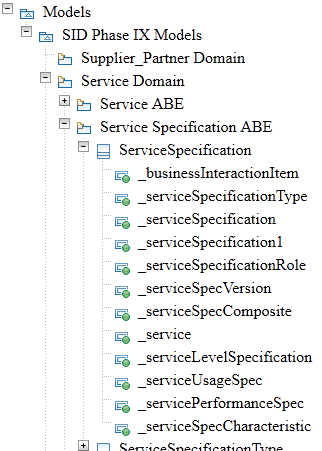 Models
SID Phase IX Models
Supplier_Partner Domain
Service Domain
Service ABE
Service Specification ABE
ServiceSpecification
_businessInteractionItem
_serviceSpecificationType
_serviceSpecification
_serviceSpecification1
_serviceSpecificationRole
_serviceSpecVersion
_serviceSpecComposite
_service
_serviceLevelSpecification
_serviceUsageSpec
_servicePerformanceSpec
_serviceSpecCharacteristic
ServiceSpecificationType